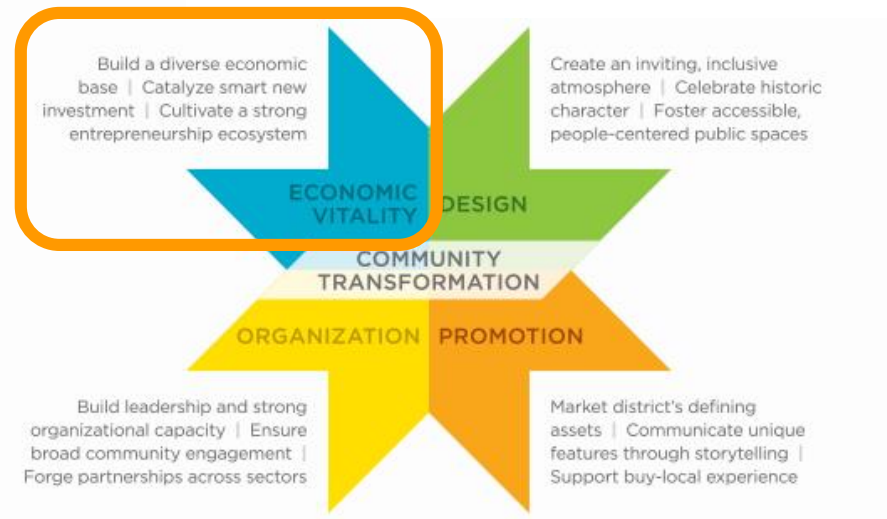 Build a diverse economic
base | Catalyze smart new
investment | Cultivate a strong
entrepreneurship ecosystem
Create an inviting, inclusive
atmosphere | Celebrate historic
character | Foster accessible,
people-centered public spaces
ECONOMIC
VITALITY
DESIGN
COMMUNITY
TRANSFORMATION
ORGANIZATION
PROMOTION
Build leadership and strong
organizational capacity | Ensure
broad community engagement |
Forge partnerships across sectors
Market district's defining
assets | Communicate unique
features through storytelling |
Support buy-local experience